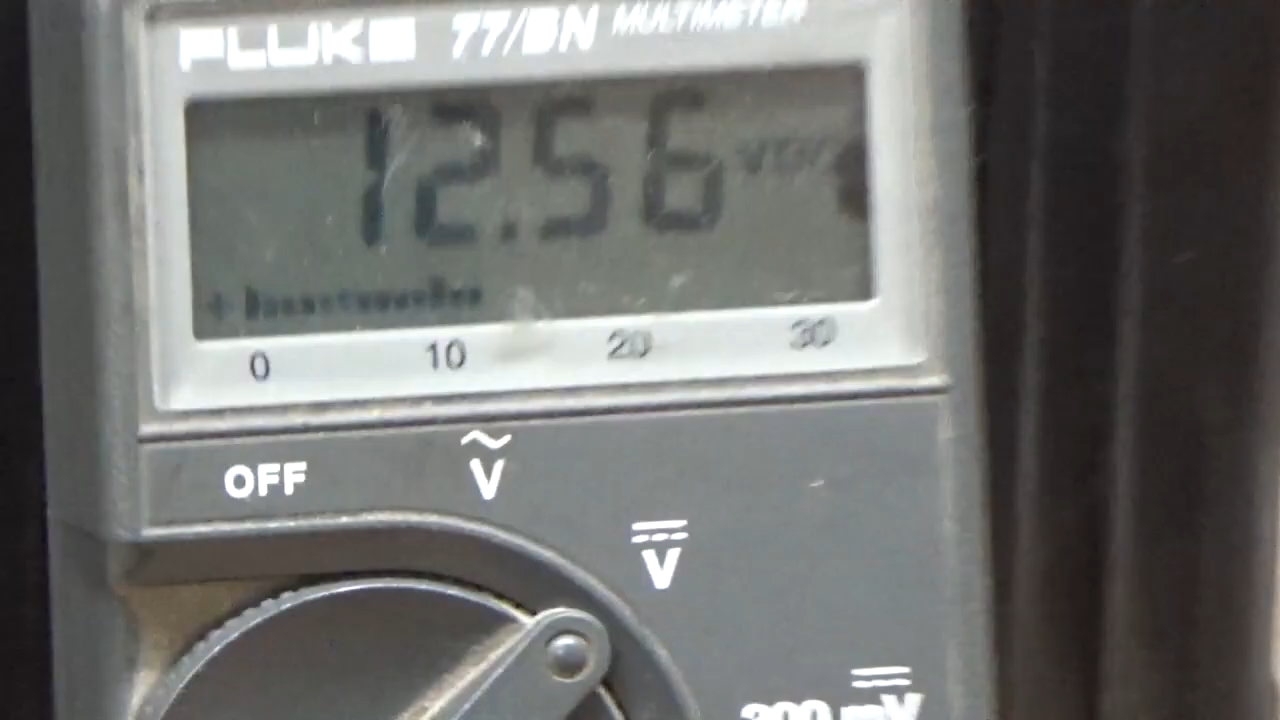 FLUKE 77/BN MULTIMETER
12.56 VDC
0 10 20 30
OFF
V
V
300 mV